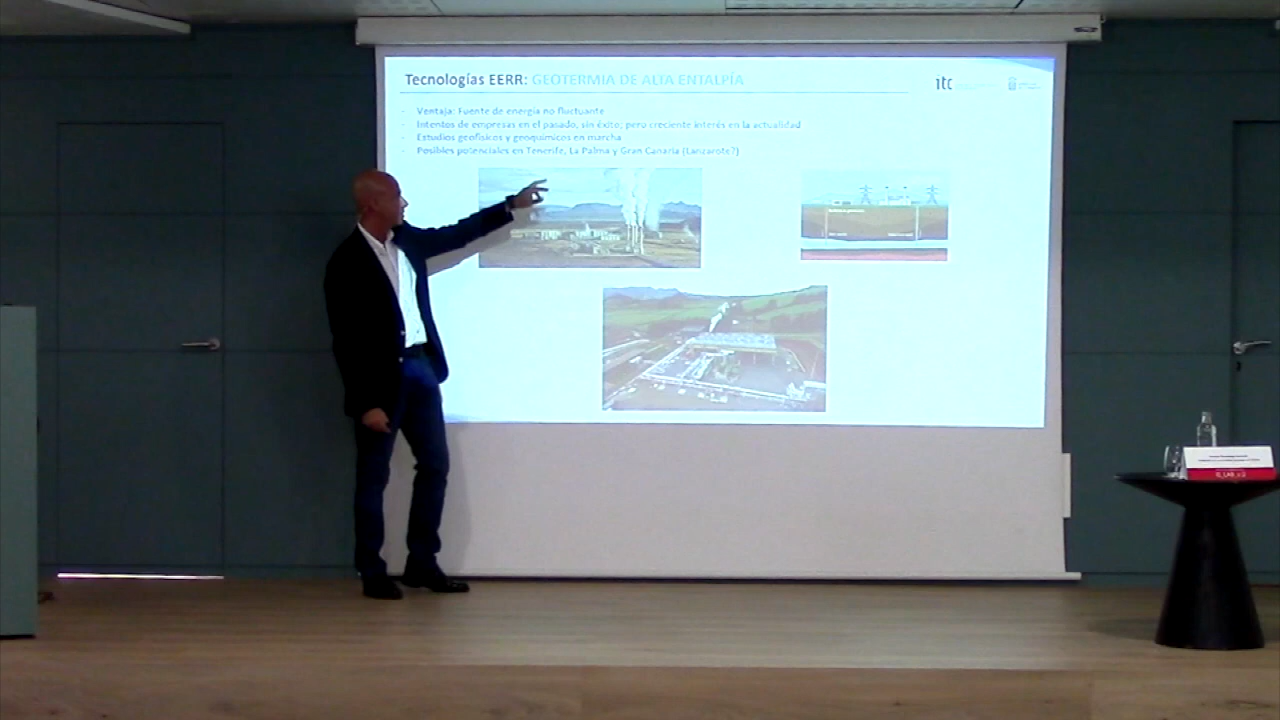 Tecnologías EERR: GEOTERMIA DE ALTA ENTALPÍA
itc
- Ventaja: Fuente de energía no fluctuante
- Intentos de empresas en el pasado, sin éxito; pero creciente interés en la actualidad
- Estudios geofísicos y geoquímicos en marcha
- Posibles potenciales en Tenerife, La Palma y Gran Canaria (Lanzarote?)